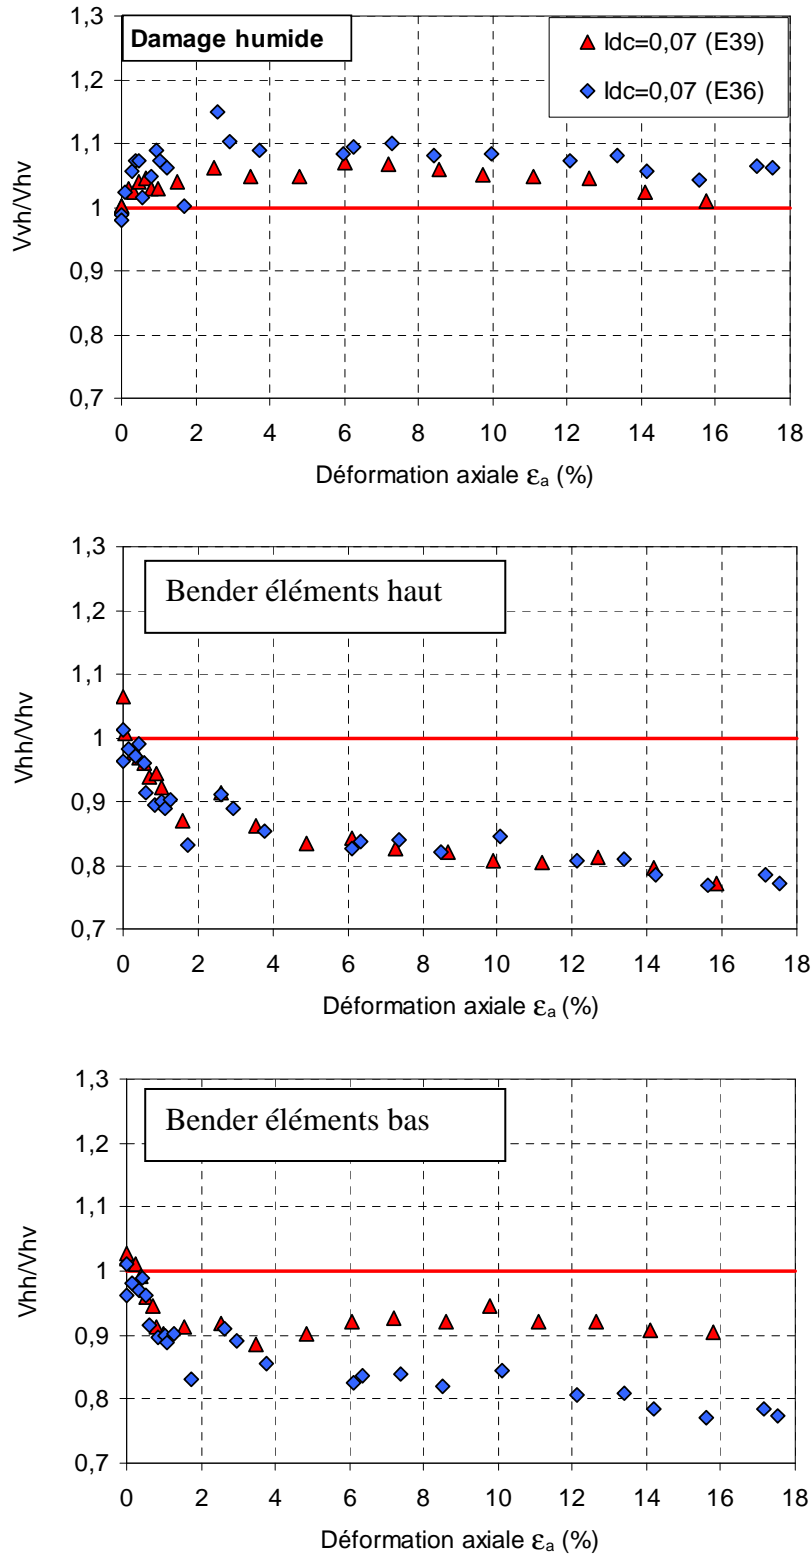 1,3
Damage humide
Idc=0,07 (E39)
Idc=0,07 (E36)
1,2
1,1
1
0,9
0,8
0,7
Vvh/Vhv
0 2 4 6 8 10 12 14 16 18
Déformation axiale εa (%)
1,3
Bender éléments haut
1,2
1,1
1
0,9
0,8
0,7
Vhh/Vhv
0 2 4 6 8 10 12 14 16 18
Déformation axiale εa (%)
1,3
Bender éléments bas
1,2
1,1
1
0,9
0,8
0,7
Vhh/Vhv
0 2 4 6 8 10 12 14 16 18
Déformation axiale εa (%)